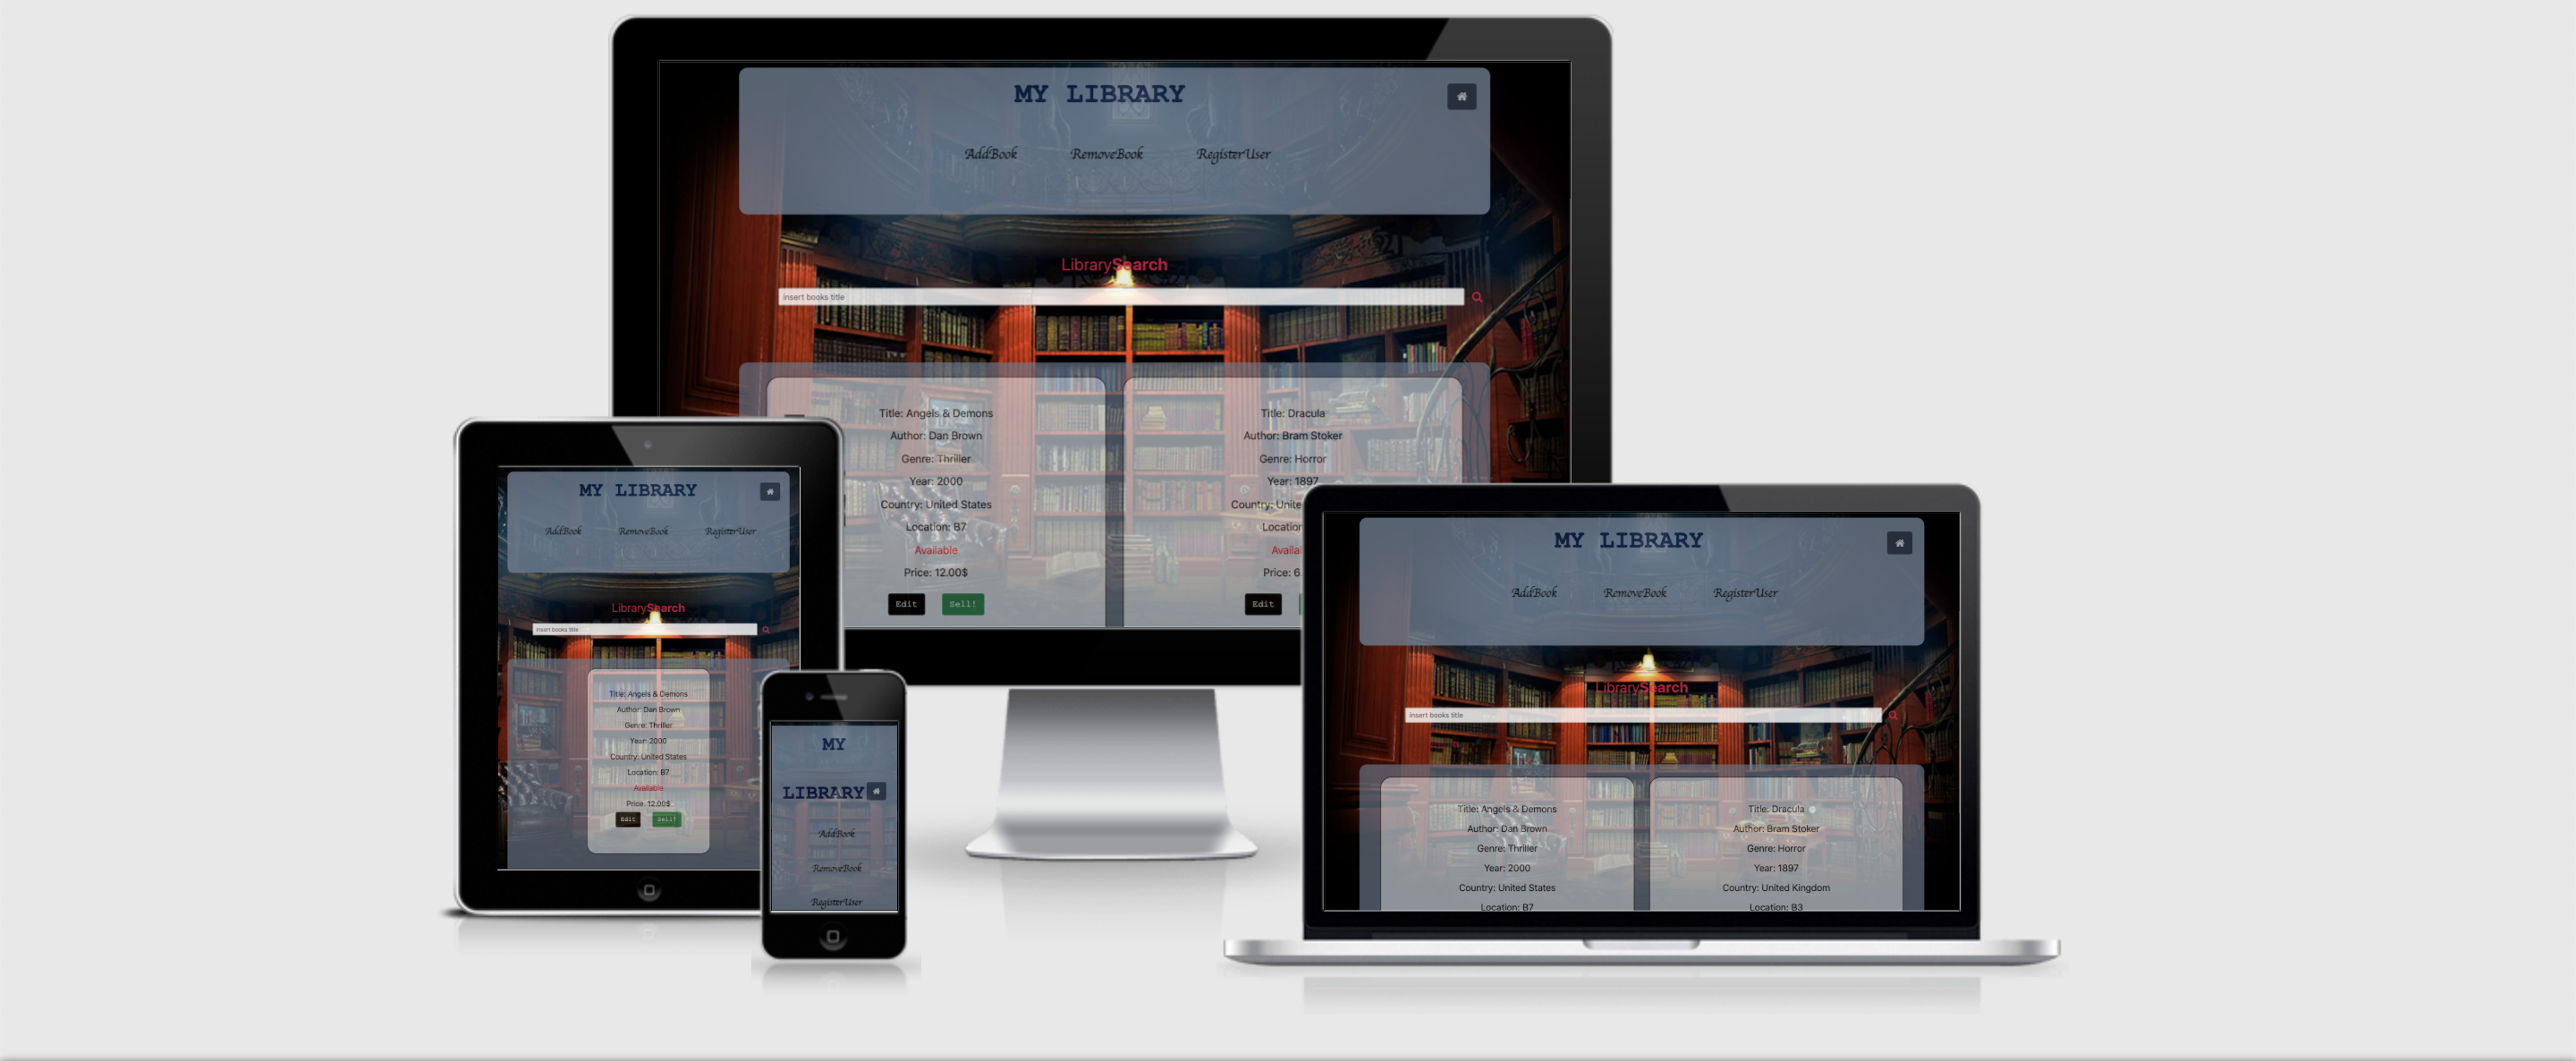 MY LIBRARY
AddBook RemoveBook RegisterUser
LibrarySearch
insert books title
Title: Angels & Demons
Author: Dan Brown
Genre: Thriller
Year: 2000
Country: United States
Location: B7
Available
Price: 12.00$
Edit Sell!
Title: Dracula
Author: Bram Stoker
Genre: Horror
Year: 1897
Country: Unite
Location
Availa
Price: 6
Edit
MY LIBRARY
AddBook RemoveBook RegisterUser
LibrarySearch
insert books title
Title: Angels & Demons
Author: Dan Brown
Genre: Thriller
Year: 2000
Country: United States
Location: B7
Available
Price: 12.00$
Edit Sell!
MY
LIBRARY
AddBook
RemoveBook
RegisterUser
MY LIBRARY
AddBook RemoveBook RegisterUser
LibrarySearch
insert books title
Title: Angels & Demons
Author: Dan Brown
Genre: Thriller
Year: 2000
Country: United States
Location: B7
Title: Dracula
Author: Bram Stoker
Genre: Horror
Year: 1897
Country: United Kingdom
Location: B3